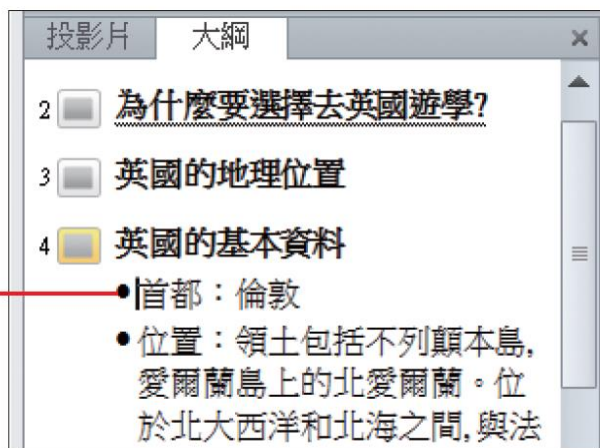 投影片 大綱
2 為什麼要選擇去英國遊學?
3 英國的地理位置
4 英國的基本資料
•首都：倫敦
•位置：領土包括不列顛本島,
愛爾蘭島上的北愛爾蘭。位
於北大西洋和北海之間,與法